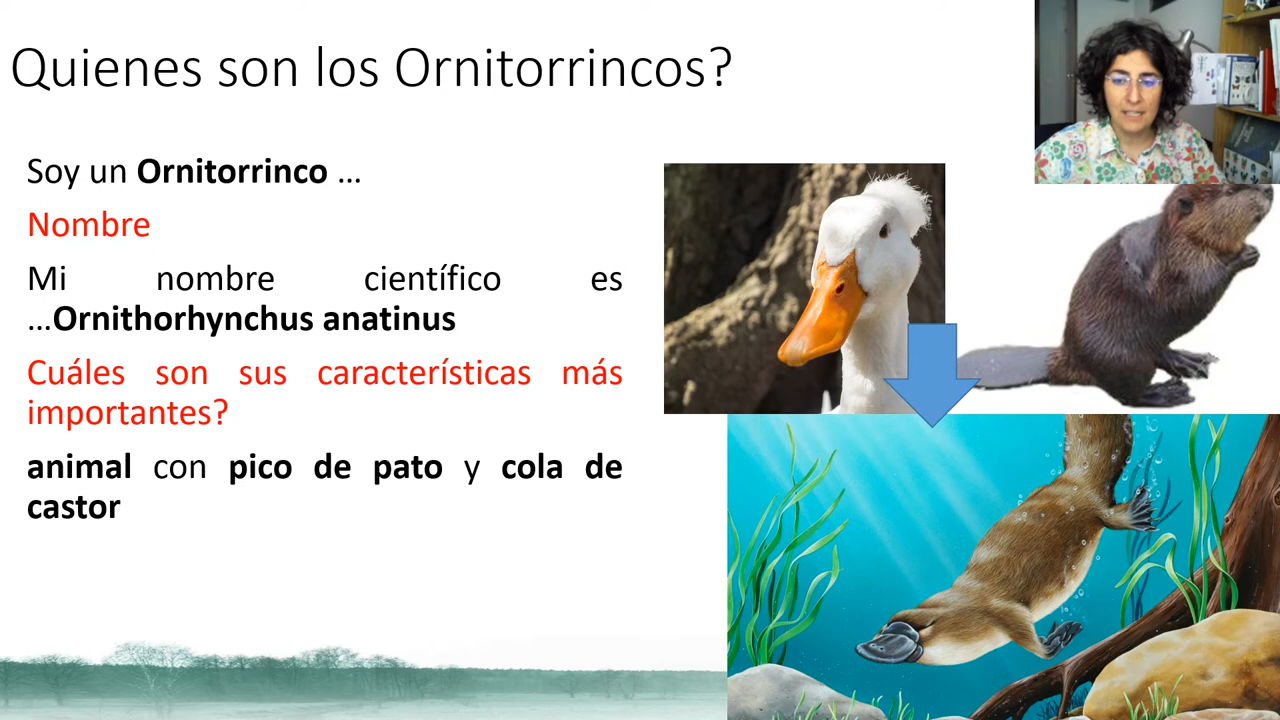 Quienes son los Ornitorrincos?
Soy un Ornitorrinco ...
Nombre
Mi nombre científico es
...Ornithorhynchus anatinus
Cuáles son sus características más
importantes?
animal con pico de pato y cola de
castor